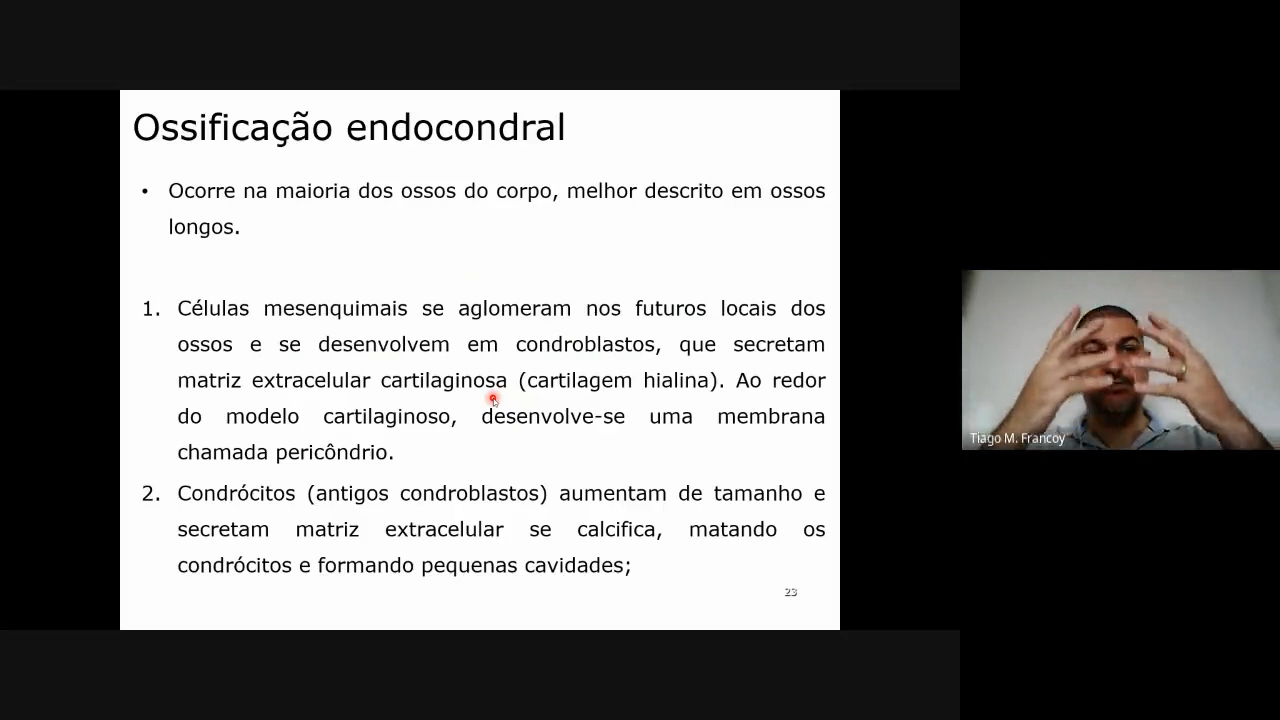 Ossificação endocondral
• Ocorre na maioria dos ossos do corpo, melhor descrito em ossos
longos.
1. Células mesenquimais se aglomeram nos futuros locais dos
ossos e se desenvolvem em condroblastos, que secretam
matriz extracelular cartilaginosa (cartilagem hialina). Ao redor
do modelo cartilaginoso, desenvolve-se uma membrana
chamada pericôndrio.
2. Condrócitos (antigos condroblastos) aumentam de tamanho e
secretam matriz extracelular se calcifica, matando os
condrócitos e formando pequenas cavidades;
23
Tiago M. Francoy